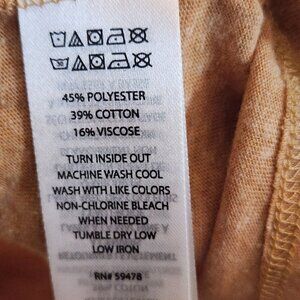 45% POLYESTER
39% COTTON
16% VISCOSE
TURN INSIDE OUT
MACHINE WASH COOL
WASH WITH LIKE COLORS
NON-CHLORINE BLEACH
WHEN NEEDED
TUMBLE DRY LOW
LOW IRON
RN# 59478